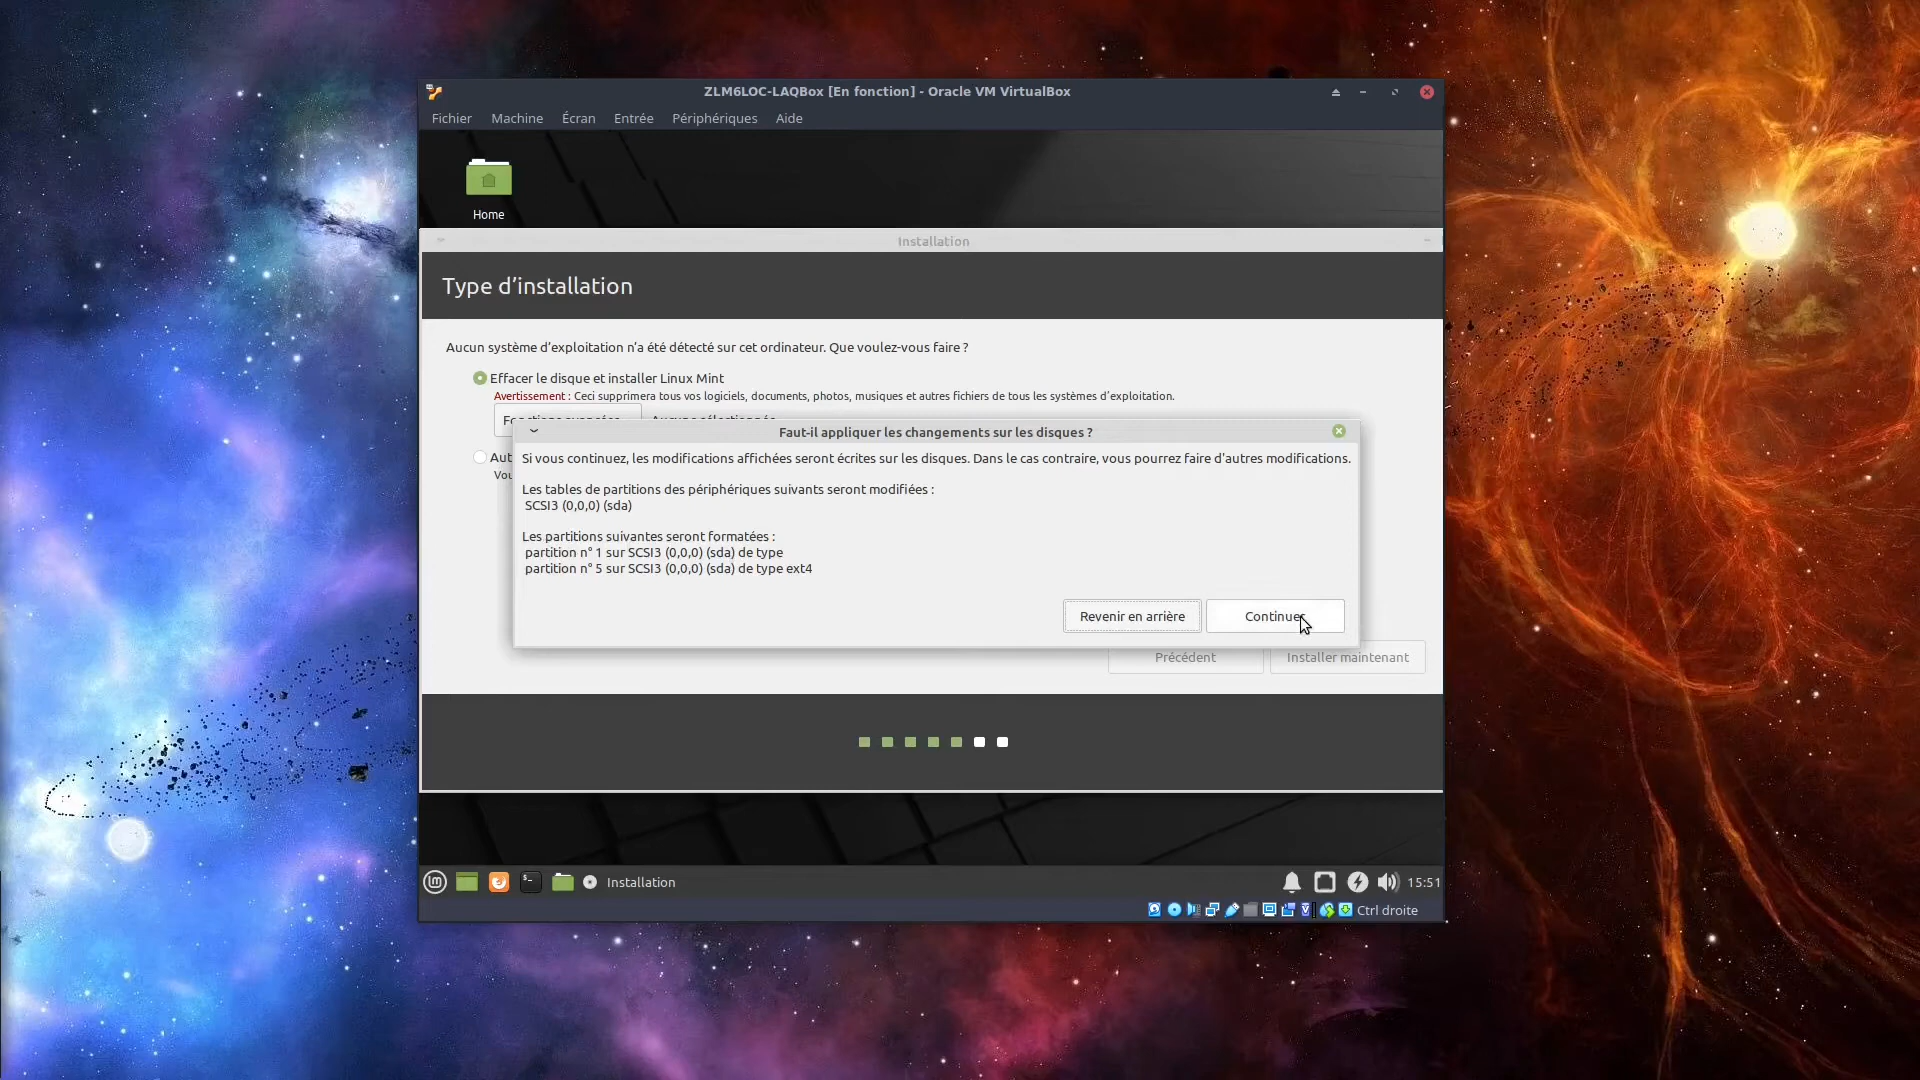 ZLM6LOC-LAQBox [En fonction] - Oracle VM VirtualBox
Fichier Machine Écran Entrée Périphériques Aide
Home
Installation
Type d’installation
Aucun système d’exploitation n’a été détecté sur cet ordinateur. Que voulez-vous faire ?
Effacer le disque et installer Linux Mint
Avertissement : Ceci supprimera tous vos logiciels, documents, photos, musiques et autres fichiers de tous les systèmes d’exploitation.
Faut-il appliquer les changements sur les disques ?
Si vous continuez, les modifications affichées seront écrites sur les disques. Dans le cas contraire, vous pourrez faire d’autres modifications.
Les tables de partitions des périphériques suivants seront modifiées :
SCSI3 (0,0,0) (sda)
Les partitions suivantes seront formatées :
partition n° 1 sur SCSI3 (0,0,0) (sda) de type
partition n° 5 sur SCSI3 (0,0,0) (sda) de type ext4
Revenir en arrière Continuer
Précédent Installer maintenant
Installation 15:51
Ctrl droite